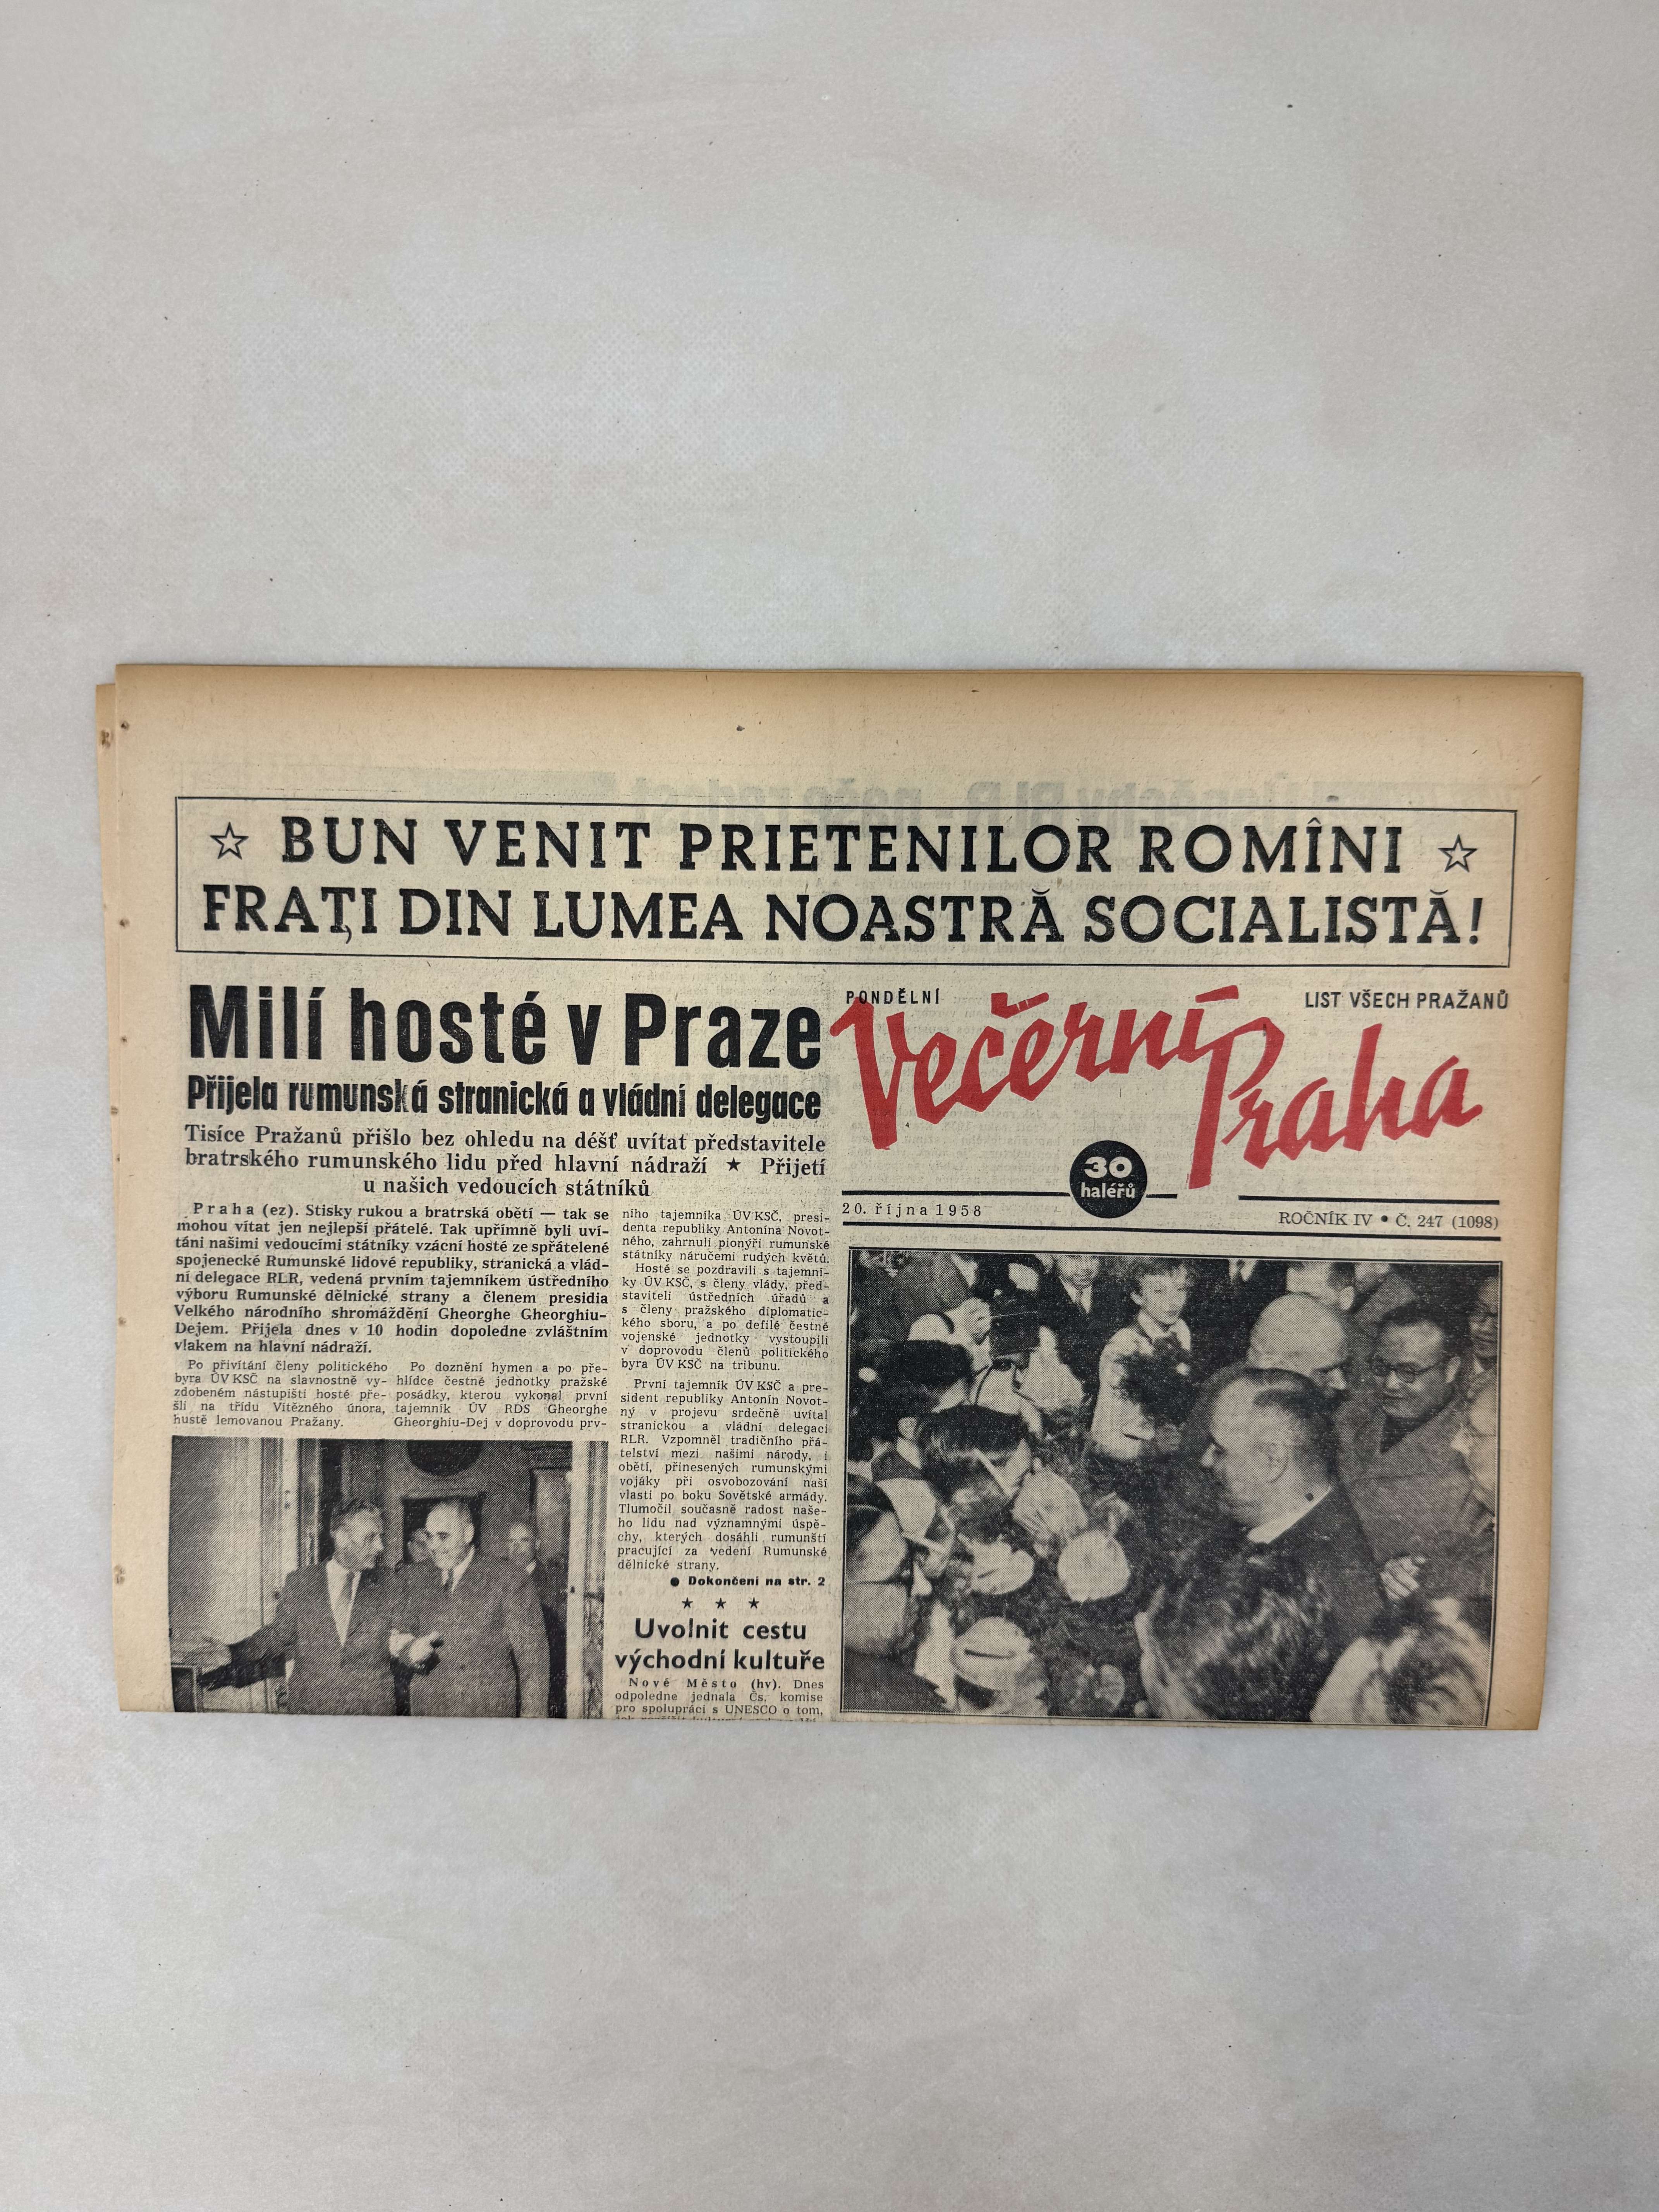 ☆ BUN VENIT PRIETENILOR ROMÎNI ☆
FRAȚI DIN LUMEA NOASTRĂ SOCIALISTĂ!
Milí hosté v Praze
Přijela rumunská stranická a vládní delegace
Tisíce Pražanů přišlo bez ohledu na déšť uvítat představitele
bratrského rumunského lidu před hlavní nádraží ★ Přijetí
u našich vedoucích státníků
Praha (ez). Stisky rukou a bratrská obětí — tak se
mohou vítat jen nejlepší přátelé. Tak upřímně byli uví-
táni našimi vedoucími státníky vzácní hosté ze spřátelené
spojenecké Rumunské lidové republiky, stranická a vlád-
ní delegace RLR, vedená prvním tajemníkem ústředního
výboru Rumunské dělnické strany a členem presidia
Velkého národního shromáždění Gheorghe Gheorghiu-
Dejem. Přijela dnes v 10 hodin dopoledne zvláštním
vlakem na hlavní nádraží.
Po přivítání členy politického
byra ÚV KSČ na slavnostně vy-
zdobeném nástupišti hosté pře-
šli na třídu Vítězného února,
hustě lemovanou Pražany.
Po doznění hymen a po pře-
hlídce čestné jednotky pražské
posádky, kterou vykonal první
tajemník ÚV RDS Gheorghe
Gheorghiu-Dej v doprovodu prv-
ního tajemníka ÚV KSČ, presi-
denta republiky Antonína Novot-
ného, zahrnuli pionýři rumunské
státníky náručemi rudých květů.
Hosté se pozdravili s tajemní-
ky ÚV KSČ, s členy vlády, před-
staviteli ústředních úřadů a
s členy pražského diplomatic-
kého sboru, a po defilé čestné
vojenské jednotky vystoupili
v doprovodu členů politického
byra ÚV KSČ na tribunu.
První tajemník ÚV KSČ a pre-
sident republiky Antonín Novot-
ný v projevu srdečně uvítal
stranickou a vládní delegaci
RLR. Vzpomněl tradičního přá-
telství mezi našimi národy, i
obětí, přinesených rumunskými
vojáky při osvobozování naší
vlasti po boku Sovětské armády.
Tlumočil současně radost naše-
ho lidu nad významnými úspě-
chy, kterých dosáhli rumunští
pracující za vedení Rumunské
dělnické strany.
● Dokončení na str. 2
★ ★ ★
Uvolnit cestu
východní kultuře
Nové Město (hv). Dnes
odpoledne jednala Čs. komise
pro spolupráci s UNESCO o tom,
PONDĚLNÍ
LIST VŠECH PRAŽANŮ
Večerní
Praha
30
haléřů
20. října 1958
ROČNÍK IV • Č. 247 (1098)